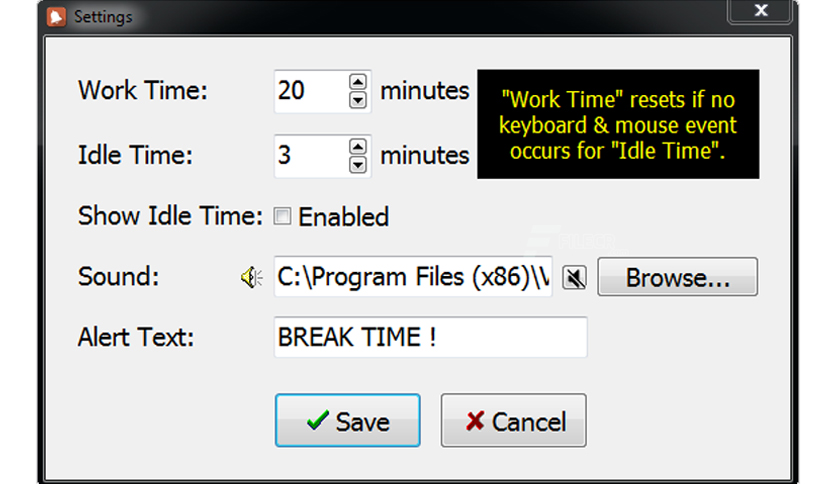 Settings
Work Time: 20 minutes
"Work Time" resets if no
keyboard & mouse event
occurs for "Idle Time".
Idle Time: 3 minutes
Show Idle Time: Enabled
Sound: C:\Program Files (x86)\ Browse...
Alert Text: BREAK TIME !
Save Cancel